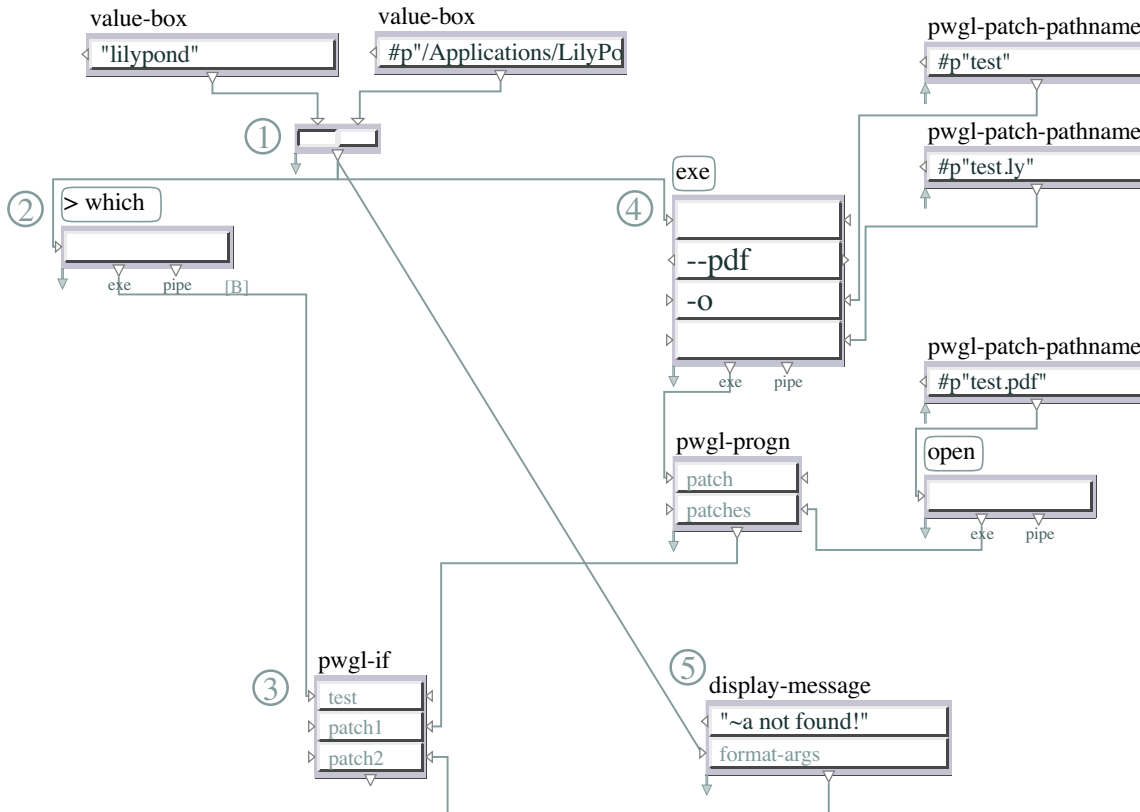 value-box
"lilypond"
value-box
#p"/Applications/LilyPo
pwgl-patch-pathname
#p"test"
1
pwgl-patch-pathname
#p"test.ly"
2
> which
exe
pipe
[B]
4
exe
--pdf
-o
exe
pipe
pwgl-patch-pathname
#p"test.pdf"
pwgl-progn
patch
patches
open
exe
pipe
3
pwgl-if
test
patch1
patch2
5
display-message
"~a not found!"
format-args